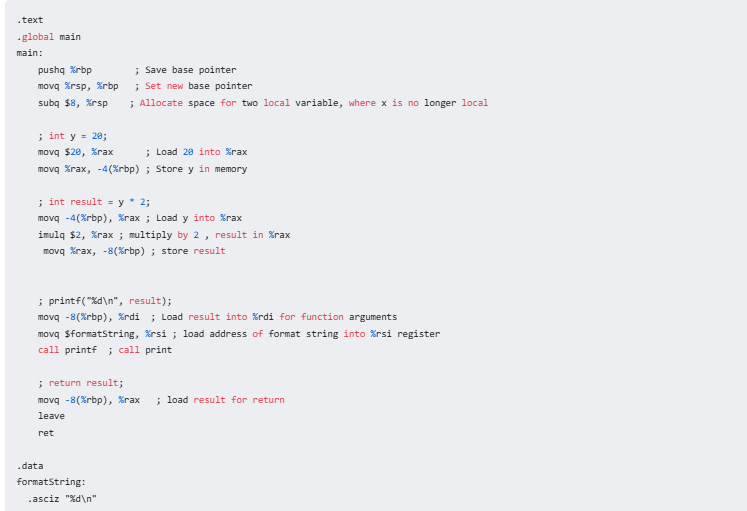 .text
.global main
main:
    pushq %rbp        ; Save base pointer
    movq %rsp, %rbp   ; Set new base pointer
    subq $8, %rsp    ; Allocate space for two local variable, where x is no longer local

    ; int y = 20;
    movq $20, %rax      ; Load 20 into %rax
    movq %rax, -4(%rbp) ; Store y in memory

    ; int result = y * 2;
    movq -4(%rbp), %rax ; Load y into %rax
    imulq $2, %rax ; multiply by 2 , result in %rax
     movq %rax, -8(%rbp) ; store result


    ; printf("%d\n", result);
    movq -8(%rbp), %rdi  ; Load result into %rdi for function arguments
    movq $formatString, %rsi ; load address of format string into %rsi register
    call printf  ; call print

    ; return result;
    movq -8(%rbp), %rax   ; load result for return
    leave
    ret

.data
formatString:
  .asciz "%d\n"